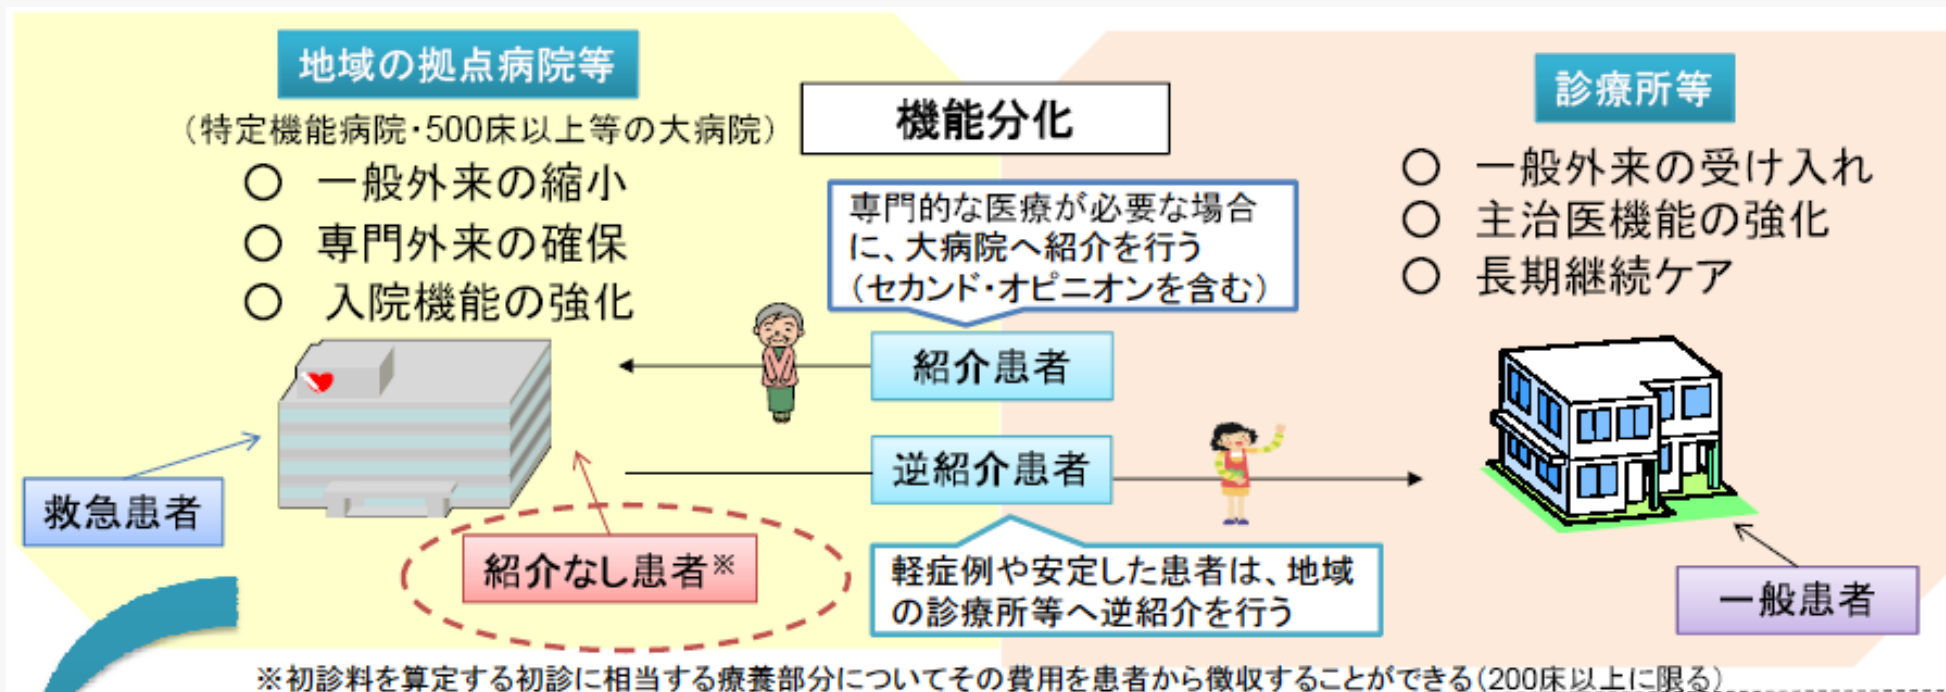 地域の拠点病院等
（特定機能病院・500床以上等の大病院）
○ 一般外来の縮小
○ 専門外来の確保
○ 入院機能の強化
機能分化
診療所等
○ 一般外来の受け入れ
○ 主治医機能の強化
○ 長期継続ケア
専門的な医療が必要な場合
に、大病院へ紹介を行う
（セカンド・オピニオンを含む）
紹介患者
逆紹介患者
救急患者
紹介なし患者※
軽症例や安定した患者は、地域
の診療所等へ逆紹介を行う
一般患者
※初診料を算定する初診に相当する療養部分についてその費用を患者から徴収することができる（200床以上に限る）